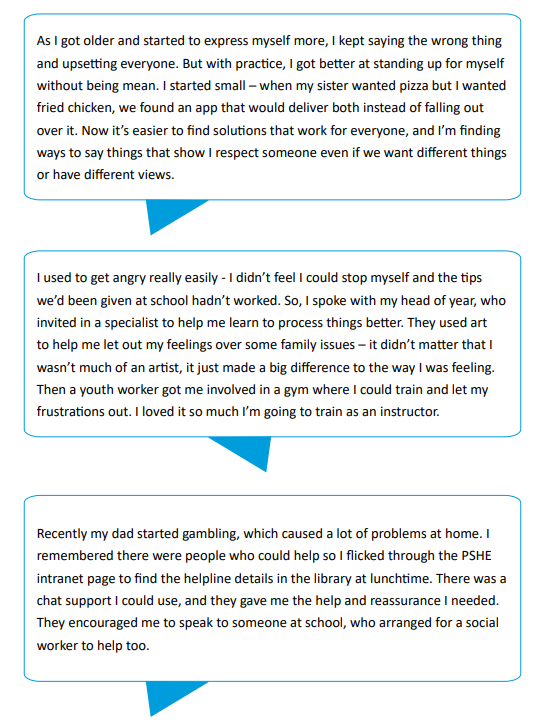 As I got older and started to express myself more, I kept saying the wrong thing
and upsetting everyone. But with practice, I got better at standing up for myself
without being mean. I started small – when my sister wanted pizza but I wanted
fried chicken, we found an app that would deliver both instead of falling out
over it. Now it’s easier to find solutions that work for everyone, and I’m finding
ways to say things that show I respect someone even if we want different things
or have different views.
I used to get angry really easily - I didn’t feel I could stop myself and the tips
we’d been given at school hadn’t worked. So, I spoke with my head of year, who
invited in a specialist to help me learn to process things better. They used art
to help me let out my feelings over some family issues – it didn’t matter that I
wasn’t much of an artist, it just made a big difference to the way I was feeling.
Then a youth worker got me involved in a gym where I could train and let my
frustrations out. I loved it so much I’m going to train as an instructor.
Recently my dad started gambling, which caused a lot of problems at home. I
remembered there were people who could help so I flicked through the PSHE
intranet page to find the helpline details in the library at lunchtime. There was a
chat support I could use, and they gave me the help and reassurance I needed.
They encouraged me to speak to someone at school, who arranged for a social
worker to help too.